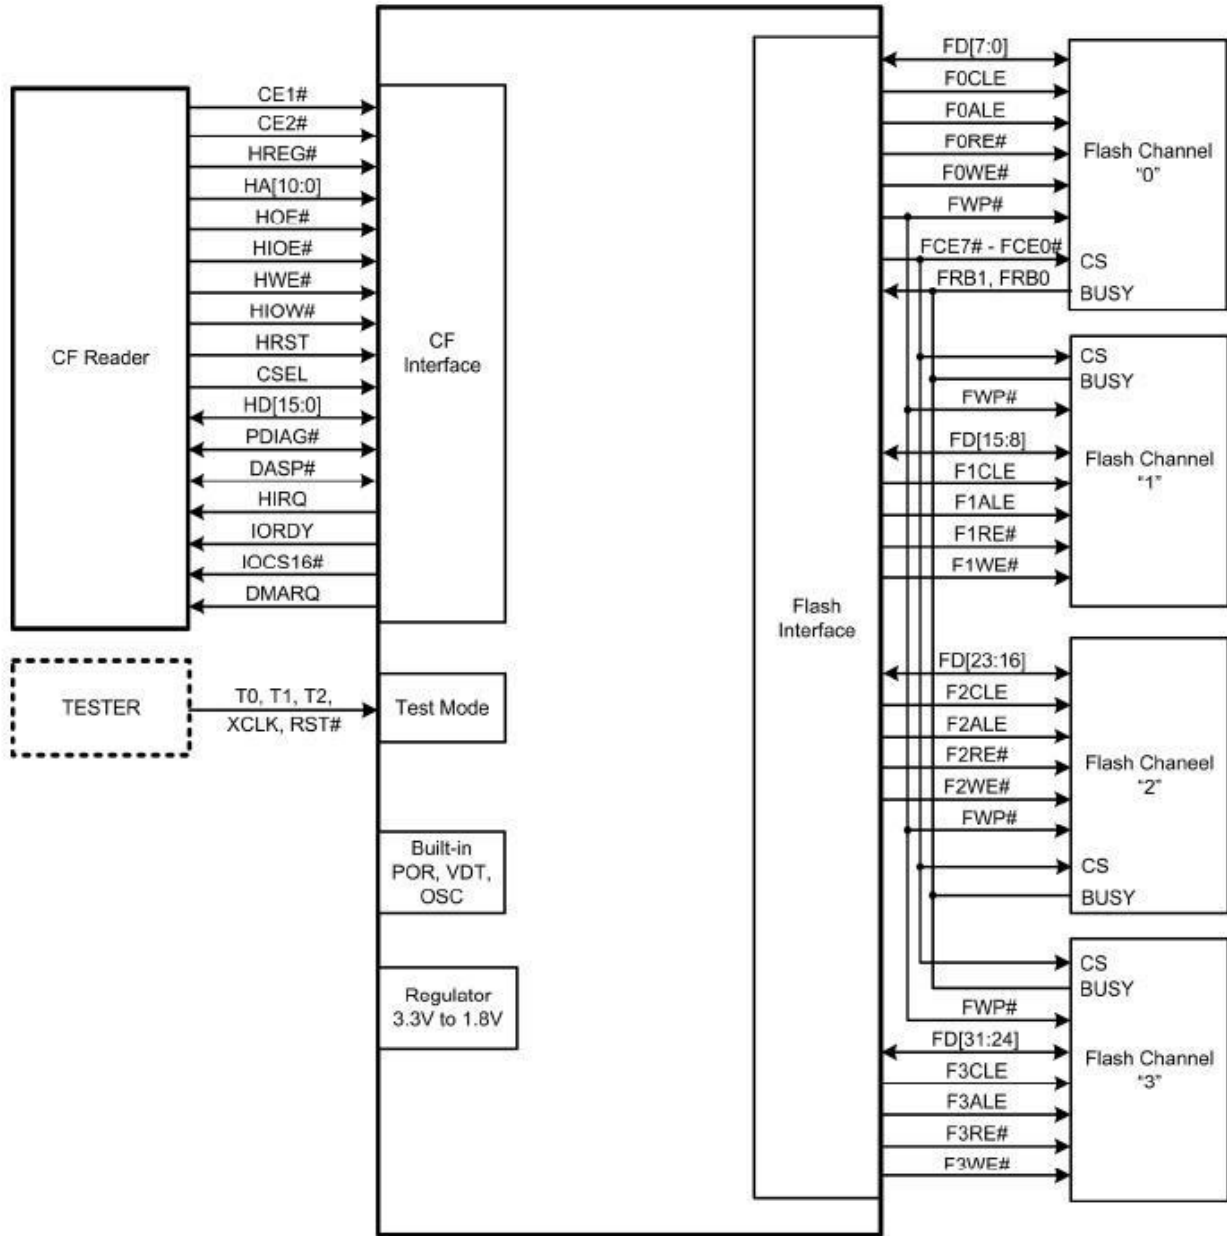 CF Reader
CE1#
CE2#
HREG#
HA[10:0]
HOE#
HIOE#
HWE#
HIOW#
HRST
CSEL
HD[15:0]
PDIAG#
DASP#
HIRQ
IORDY
IOCS16#
DMARQ
CF
Interface
TESTER
T0, T1, T2,
XCLK, RST#
Test Mode
Built-in
POR, VDT,
OSC
Regulator
3.3V to 1.8V
Flash
Interface
FD[7:0]
F0CLE
F0ALE
F0RE#
F0WE#
FWP#
FCE7# - FCE0#
FRB1, FRB0
Flash Channel
"0"
CS
BUSY
CS
BUSY
FWP#
FD[15:8]
F1CLE
F1ALE
F1RE#
F1WE#
Flash Channel
"1"
FD[23:16]
F2CLE
F2ALE
F2RE#
F2WE#
FWP#
Flash Chaneel
"2"
CS
BUSY
CS
BUSY
FWP#
FD[31:24]
F3CLE
F3ALE
F3RE#
F3WE#
Flash Channel
"3"